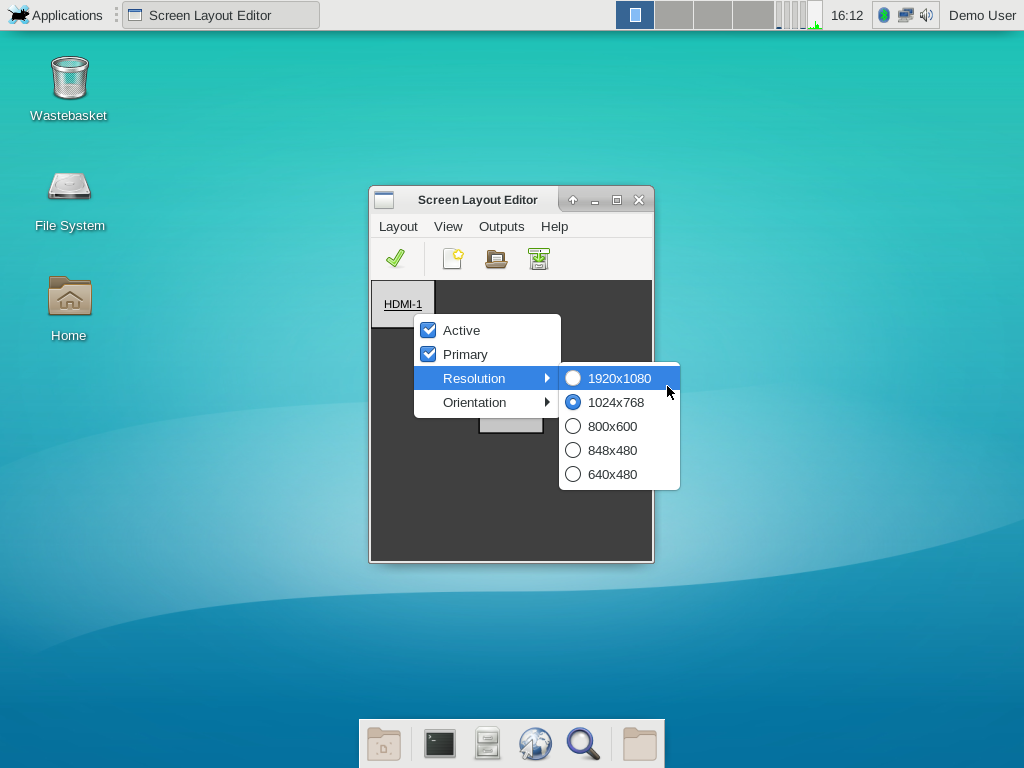 Applications
Screen Layout Editor
16:12
Demo User
Wastebasket
File System
Home
Screen Layout Editor
Layout View Outputs Help
HDMI-1
Active
Primary
Resolution
Orientation
1920x1080
1024x768
800x600
848x480
640x480